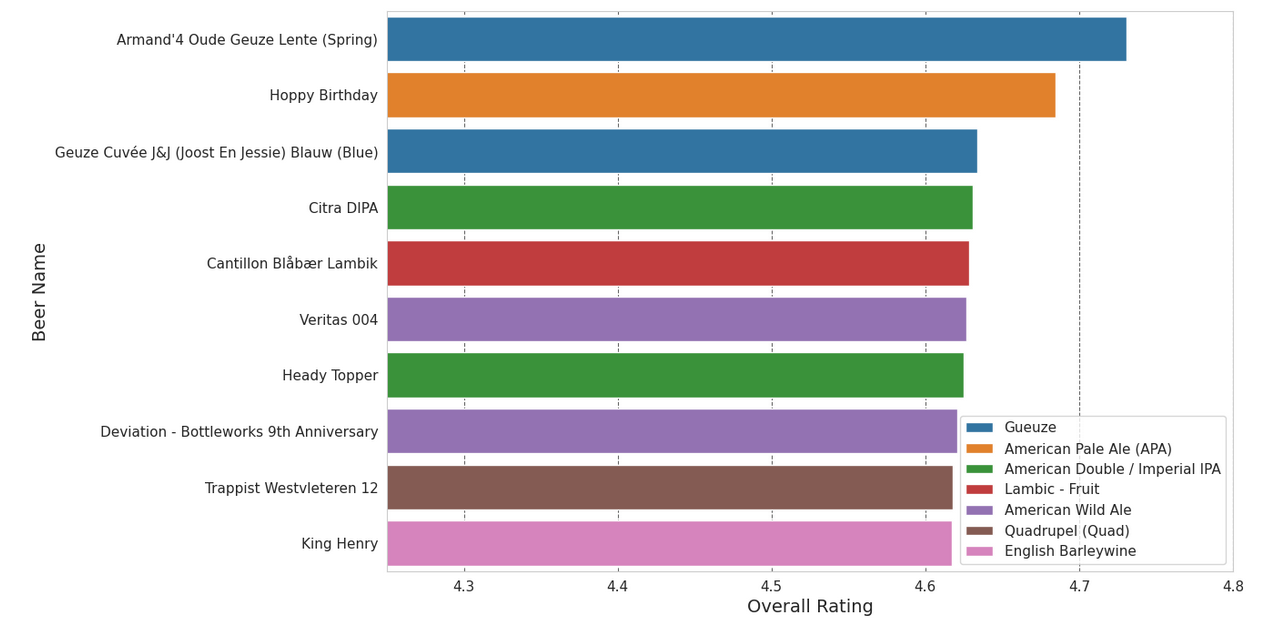 Armand'4 Oude Geuze Lente (Spring)
Hoppy Birthday
Geuze Cuvée J&J (Joost En Jessie) Blauw (Blue)
Citra DIPA
Cantillon Blåbær Lambik
Veritas 004
Heady Topper
Deviation - Bottleworks 9th Anniversary
Trappist Westvleteren 12
King Henry
Beer Name
Gueuze
American Pale Ale (APA)
American Double / Imperial IPA
Lambic - Fruit
American Wild Ale
Quadrupel (Quad)
English Barleywine
4.3 4.4 4.5 4.6 4.7 4.8
Overall Rating